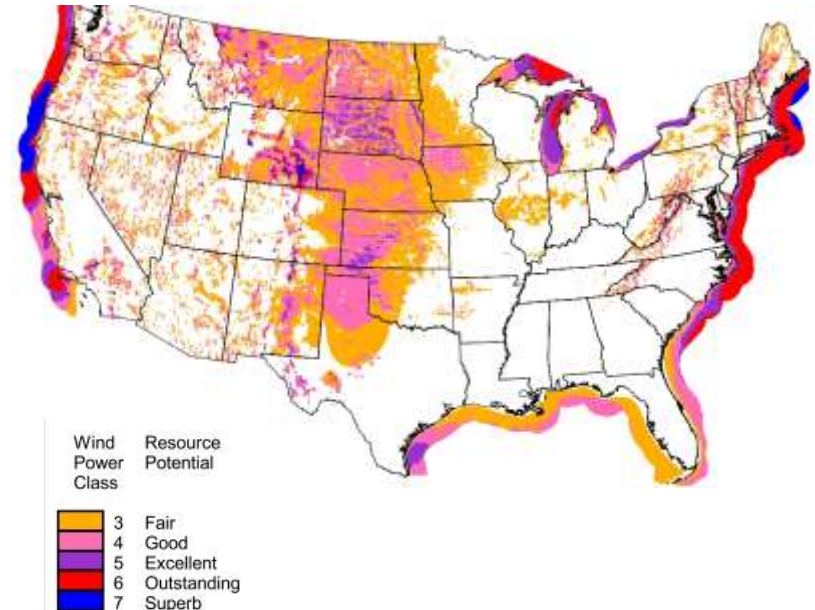 Wind Resource
Power Potential
Class
3 Fair
4 Good
5 Excellent
6 Outstanding
7 Superb